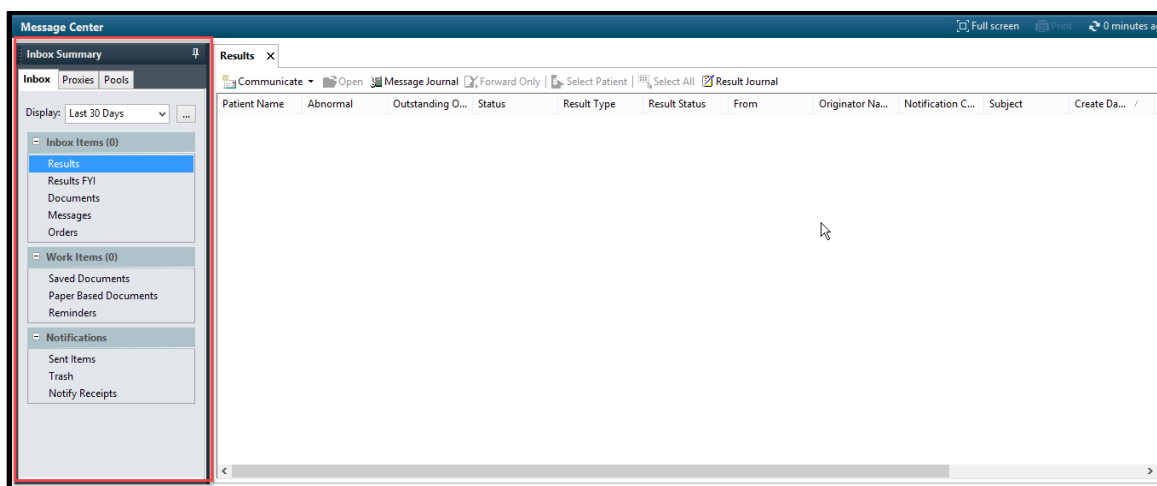 Message Center
Full screen Print 0 minutes a
Inbox Summary
Inbox Proxies Pools
Display: Last 30 Days ...
Inbox Items (0)
Results
Results FYI
Documents
Messages
Orders
Work Items (0)
Saved Documents
Paper Based Documents
Reminders
Notifications
Sent Items
Trash
Notify Receipts
Results X
Communicate Open Message Journal Forward Only Select Patient Select All Result Journal
Patient Name Abnormal Outstanding O... Status Result Type Result Status From Originator Na... Notification C... Subject Create Da...